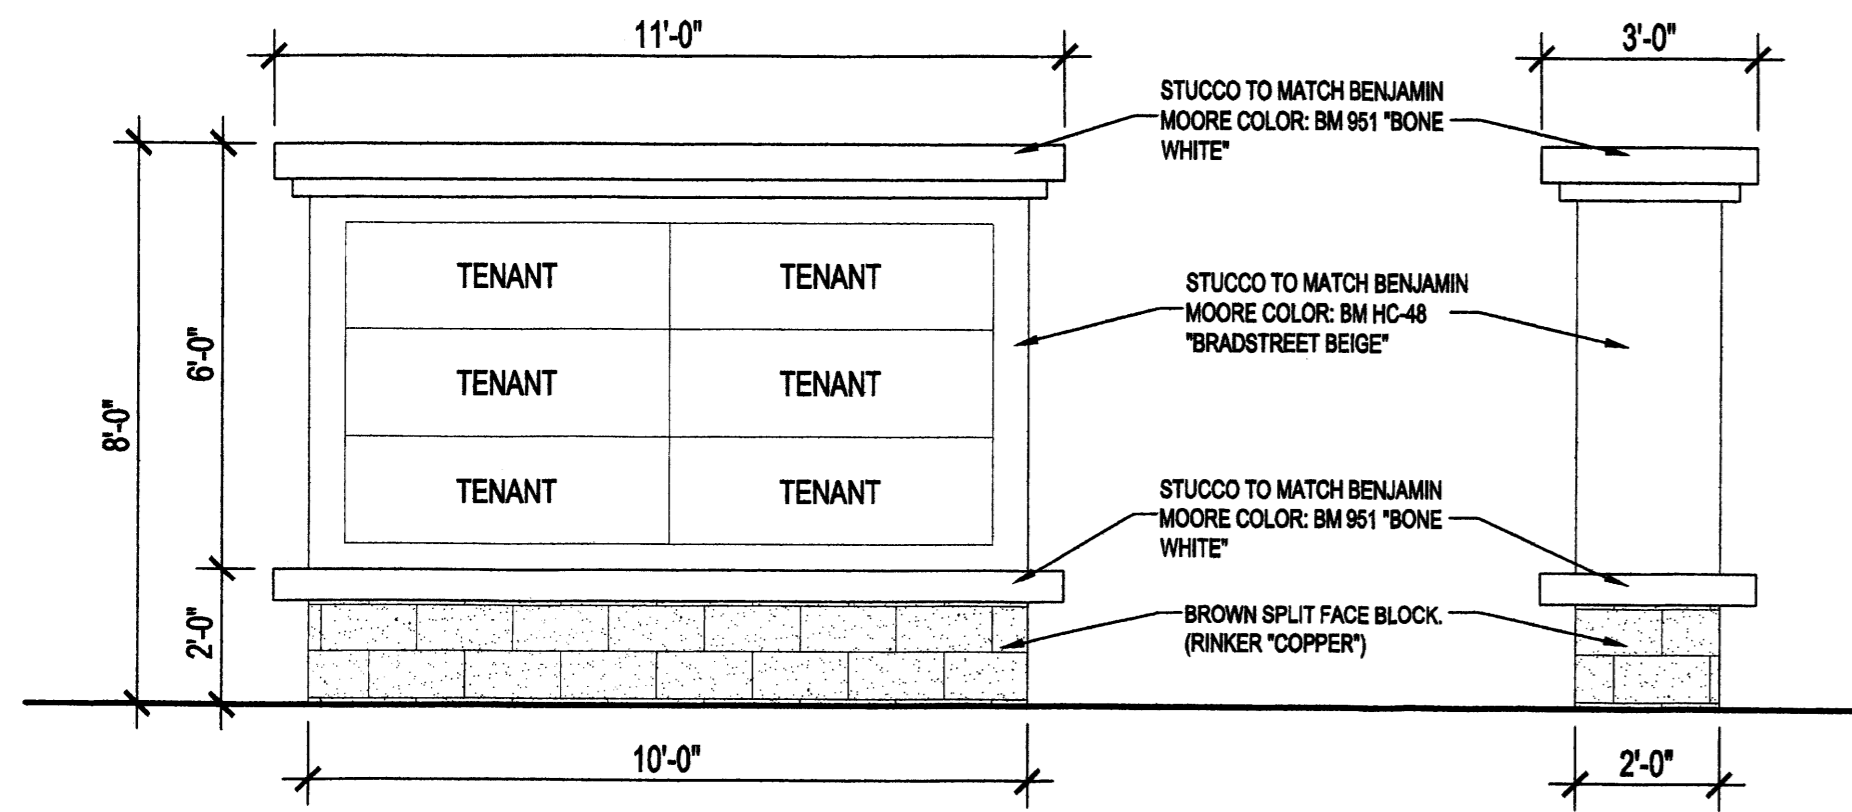 11'-0"
3'-0"
STUCCO TO MATCH BENJAMIN
MOORE COLOR: BM 951 "BONE
WHITE"
TENANT
TENANT
STUCCO TO MATCH BENJAMIN
MOORE COLOR: BM HC-48
"BRADSTREET BEIGE"
6'-0"
8'-0"
TENANT
TENANT
TENANT
TENANT
STUCCO TO MATCH BENJAMIN
MOORE COLOR: BM 951 "BONE
WHITE"
2'-0"
BROWN SPLIT FACE BLOCK.
(RINKER "COPPER")
10'-0"
2'-0"